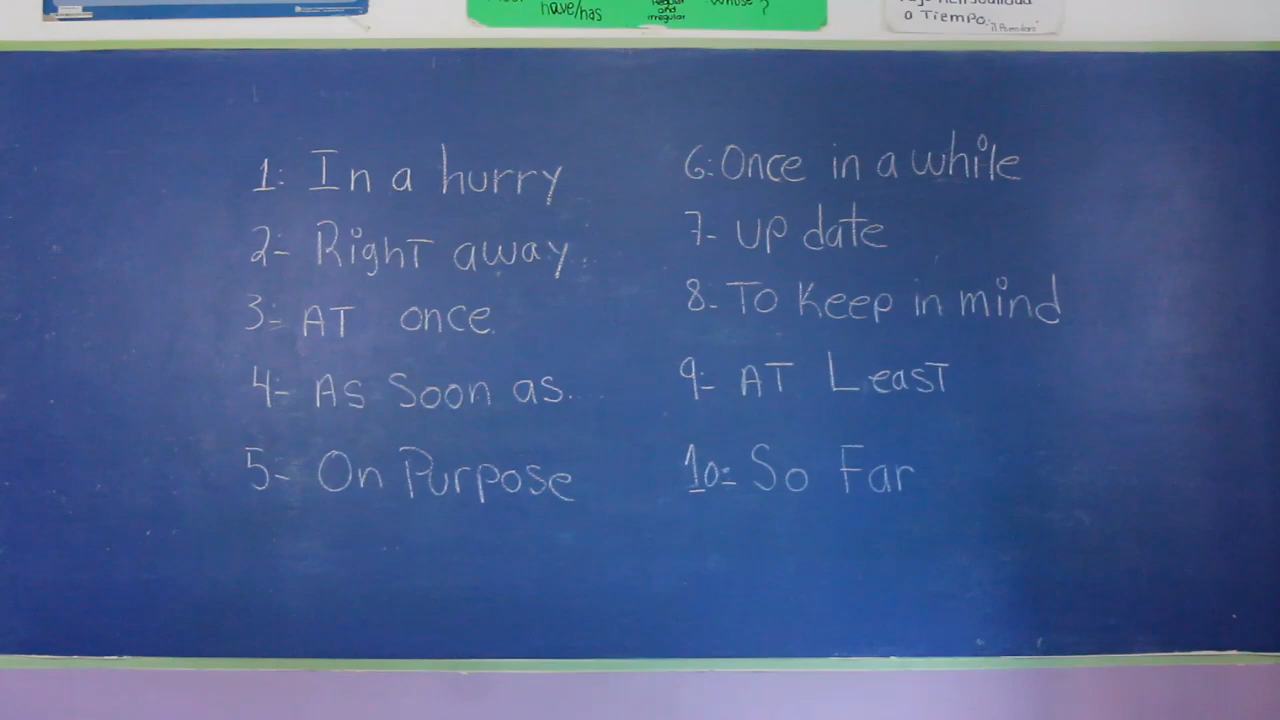 have/has
Regular
and
irregular
whose ?
a Tiempo.
1: In a hurry
2- Right away.
3- AT once.
4- As Soon as....
5- On Purpose
6: Once in a while
7- up date
8- To Keep in mind
9- AT Least
10= So Far